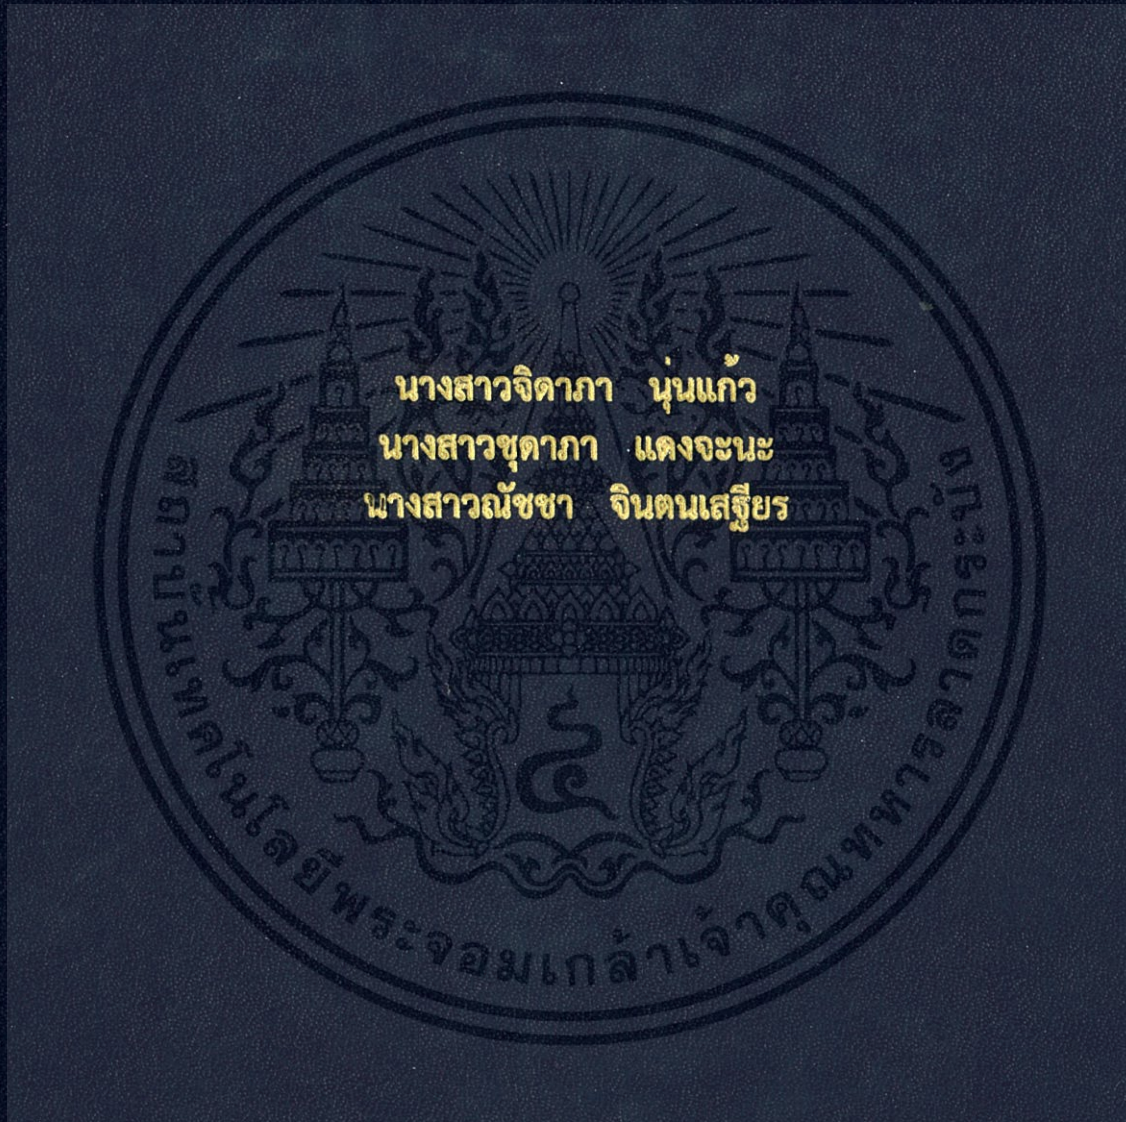 นางสาวจิดาภา นุ่นแก้ว
นางสาวชุดาภา แดงจะนะ
นางสาวณัชชา จินตนเสฐียร
สถาบันเทคโนโลยีพระจอมเกล้าเจ้าคุณทหารลาดกระบัง